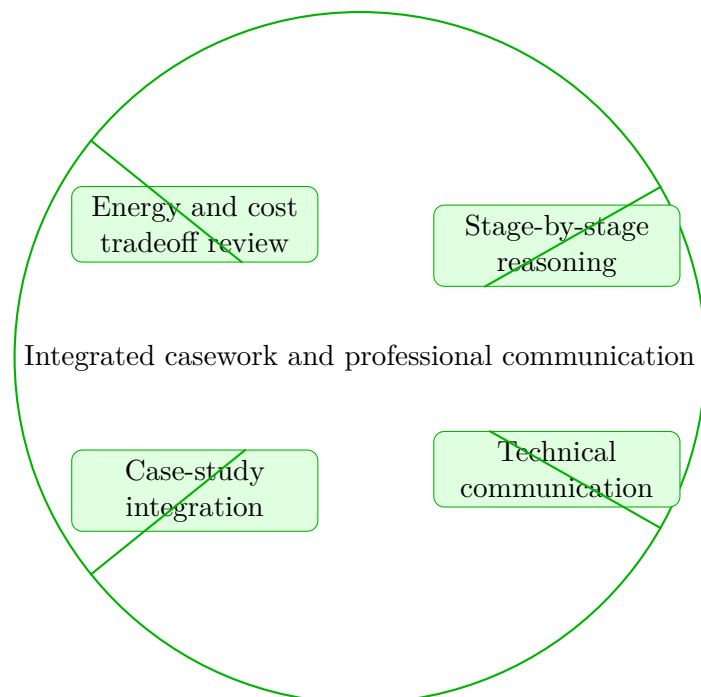 Energy and cost
tradeoff review
Stage-by-stage
reasoning
Integrated casework and professional communication
Case-study
integration
Technical
communication